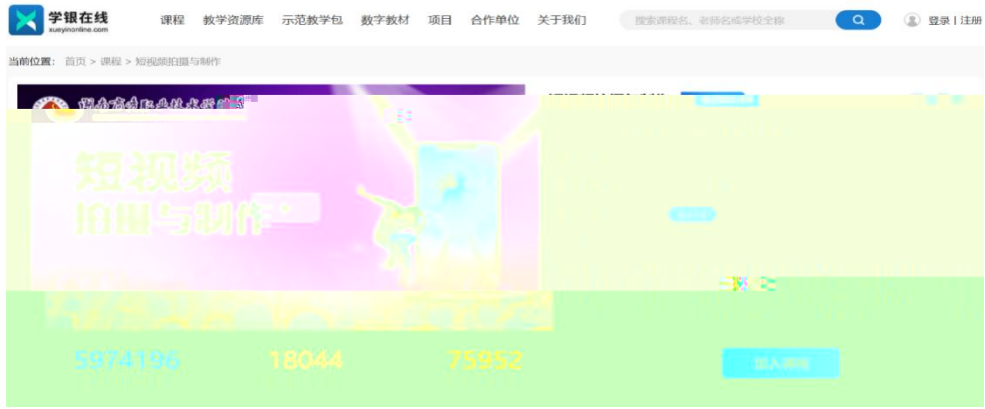 学银在线 课程 教学资源库 示范教学包 数字教材 项目 合作单位 关于我们 搜索课程名、老师名或学校全称 登录 | 注册
xueyinonline.com
当前位置： 首页 > 课程 > 短视频拍摄与制作
短视频
拍摄与制作
5974196 18044 75952
加入课程